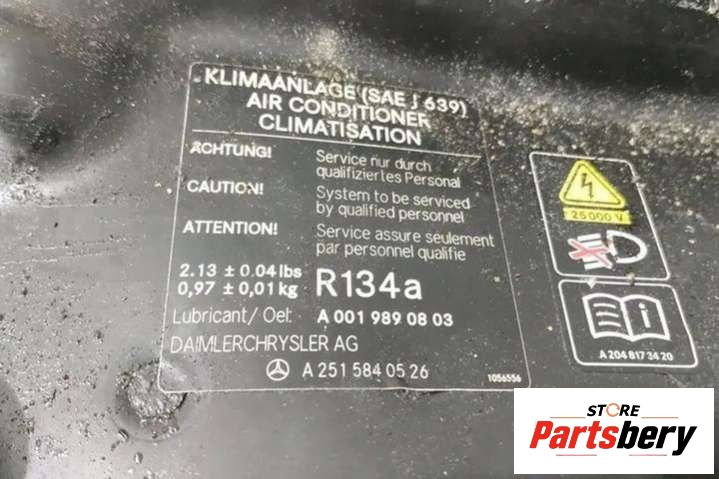 KLIMAANLAGE (SAE J 639)
AIR CONDITIONER
CLIMATISATION
ACHTUNG!
Service nur durch
qualifiziertes Personal
CAUTION!
System to be serviced
by qualified personnel
ATTENTION!
Service assure seulement
par personnel qualifie
2.13 ± 0.04 lbs
0,97 ± 0,01 kg
R134a
Lubricant/Oel: A 001 989 08 03
DAIMLERCHRYSLER AG
A 251 584 05 26
1056556
25 000 V
A 204 817 34 20
STORE
Partsbery